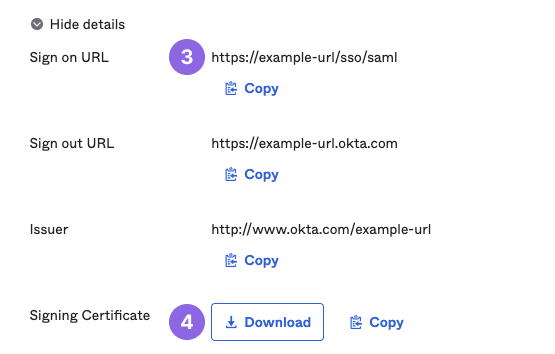 Hide details
Sign on URL 3 https://example-url/sso/saml
Copy
Sign out URL https://example-url.okta.com
Copy
Issuer http://www.okta.com/example-url
Copy
Signing Certificate 4 Download Copy